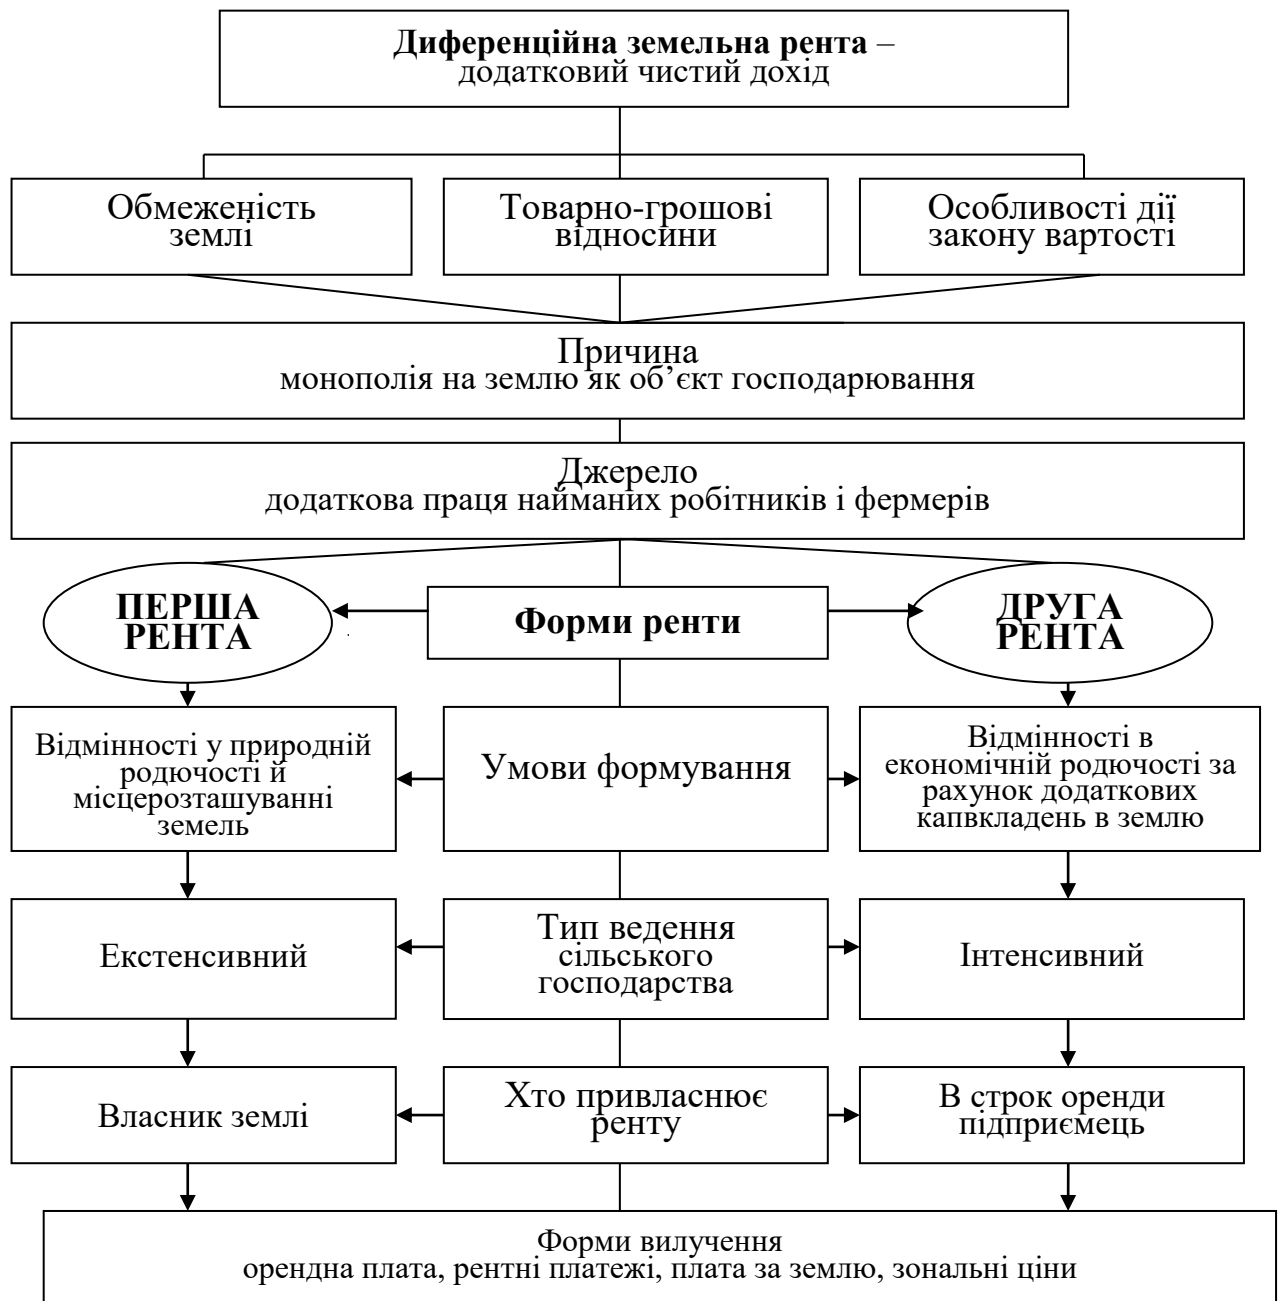 Диференційна земельна рента –
додатковий чистий дохід
Обмеженість
землі
Товарно-грошові
відносини
Особливості дії
закону вартості
Причина
монополія на землю як об’єкт господарювання
Джерело
додаткова праця найманих робітників і фермерів
ПЕРША
РЕНТА
Форми ренти
ДРУГА
РЕНТА
Відмінності у природній
родючості й
місцерозташуванні
земель
Умови формування
Відмінності в
економічній родючості за
рахунок додаткових
капвкладень в землю
Екстенсивний
Тип ведення
сільського
господарства
Інтенсивний
Власник землі
Хто привласнює
ренту
В строк оренди
підприємець
Форми вилучення
орендна плата, рентні платежі, плата за землю, зональні ціни